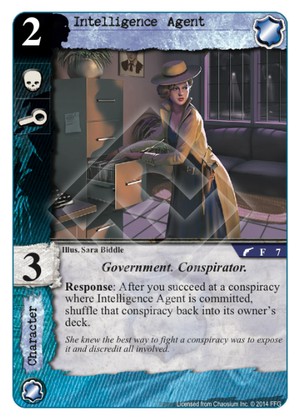 2
Intelligence Agent
Illus. Sara Biddle
F 7
3
Government. Conspirator.
Response: After you succeed at a conspiracy
where Intelligence Agent is committed,
shuffle that conspiracy back into its owner's
deck.
She knew the best way to fight a conspiracy was to expose
it and discredit all involved.
Character
Licensed from Chaosium Inc. © 2014 FFG